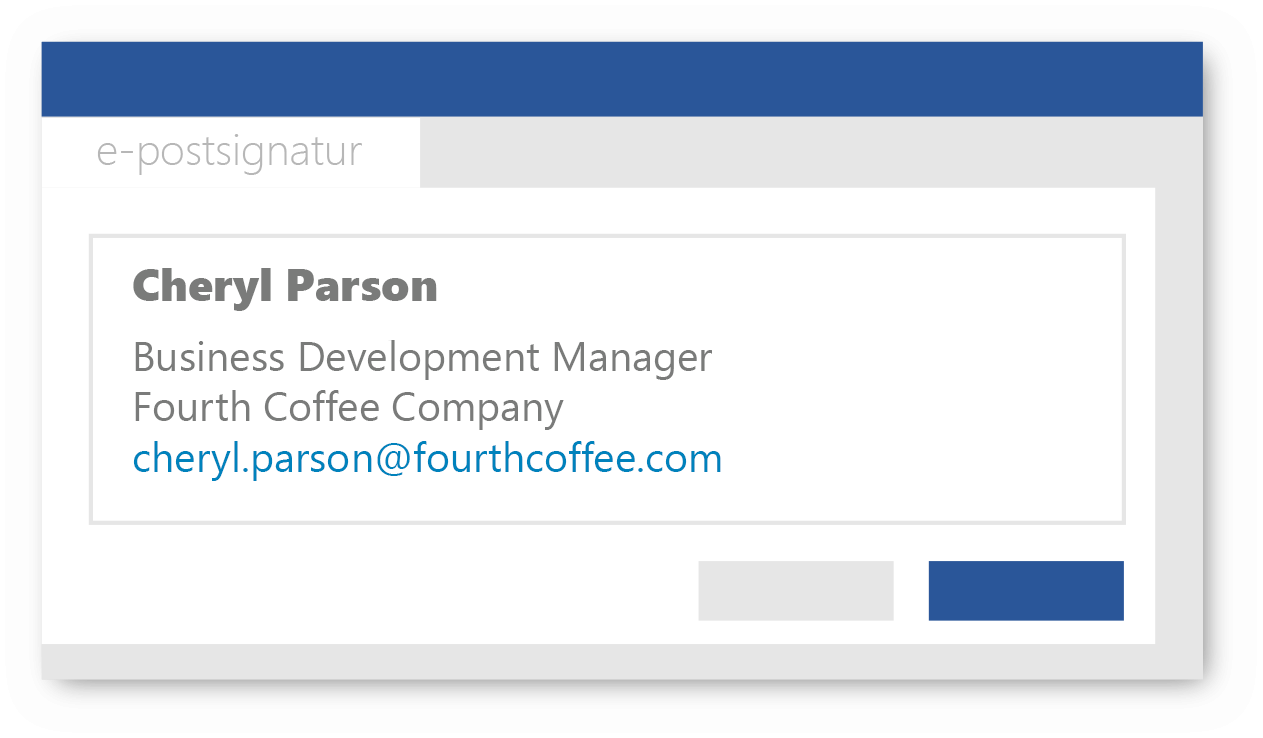 e-postsignatur
Cheryl Parson
Business Development Manager
Fourth Coffee Company
cheryl.parson@fourthcoffee.com